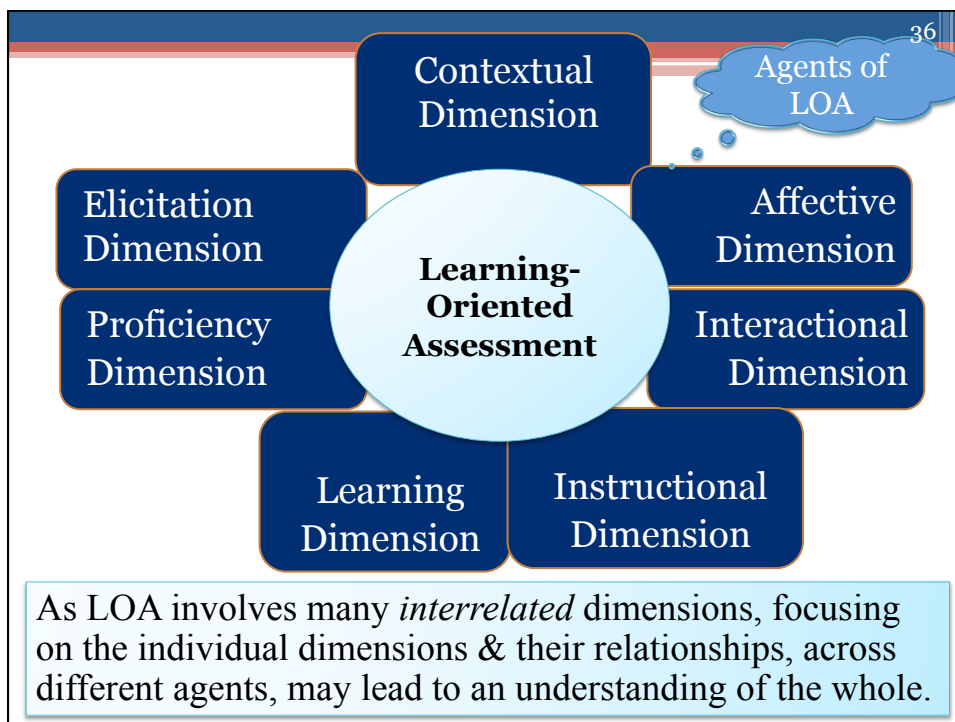 36
Agents of
LOA
Contextual
Dimension
Elicitation
Dimension
Affective
Dimension
Learning-
Oriented
Assessment
Proficiency
Dimension
Interactional
Dimension
Learning
Dimension
Instructional
Dimension
As LOA involves many interrelated dimensions, focusing
on the individual dimensions & their relationships, across
different agents, may lead to an understanding of the whole.